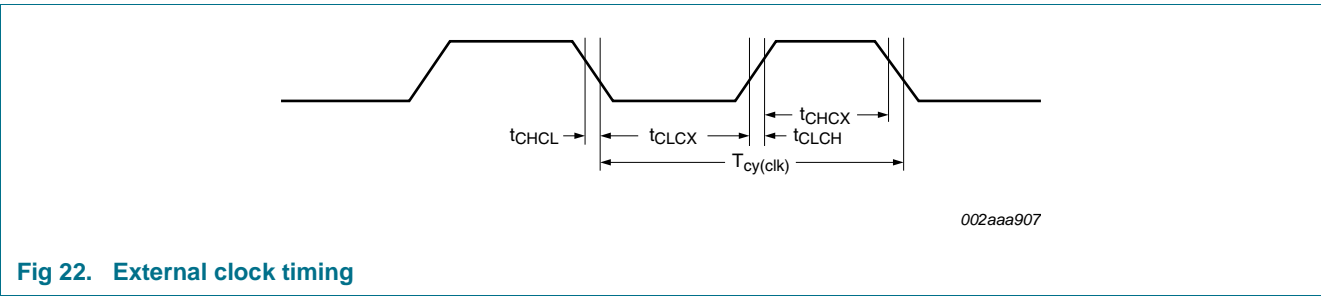 tCHCX
tCHCL tCLCX tCLCH
Tcy(clk)
002aaa907
Fig 22. External clock timing